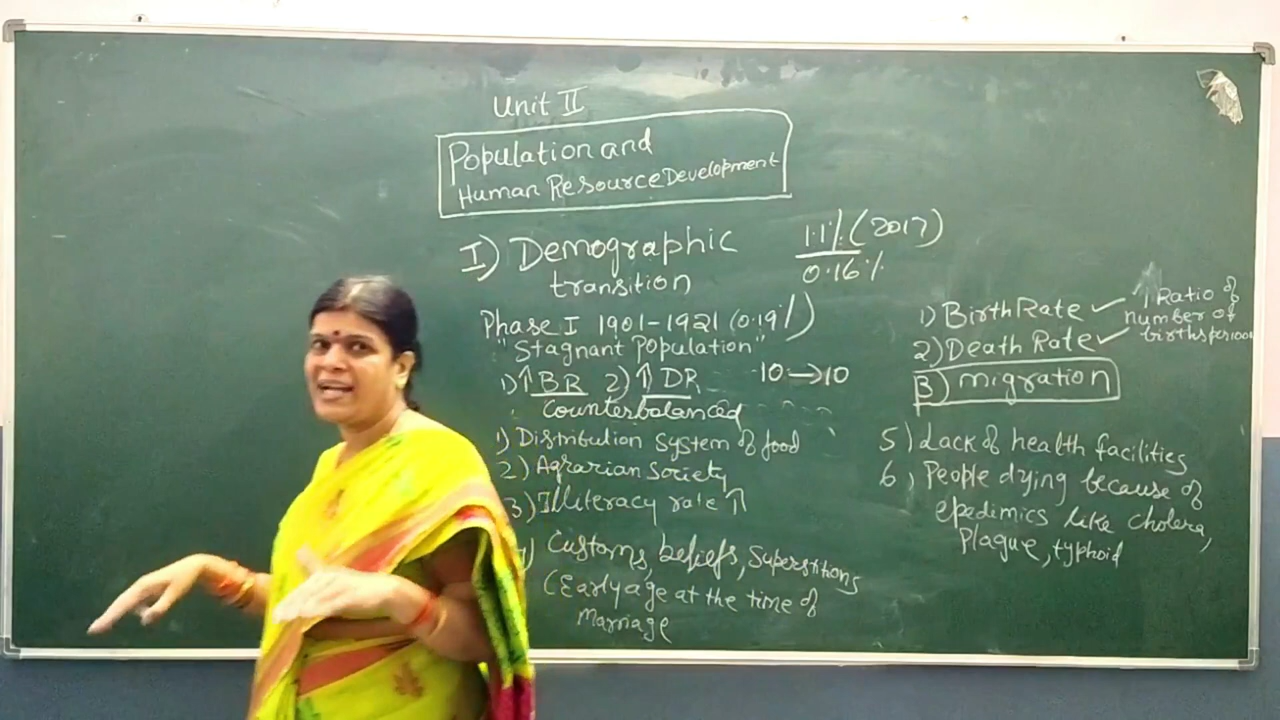 Unit II
Population and
Human Resource Development
I) Demographic
transition
1.1% (2017)
0.16%
Phase I 1901-1921 (0.19%)
"Stagnant Population"
1) ↑ BR 2) ↑ DR 10 → 10
Counterbalanced
1) Distribution system of food
2) Agrarian Society
3) Illiteracy rate ↑
4) Customs, beliefs, Superstitions
(Early age at the time of
Marriage
1) Birth Rate ✓
2) Death Rate ✓
3) migration
1 Ratio of
number of
births per 1000
5) Lack of health facilities
6) People dying because of
epedimics like cholera,
Plague, typhoid